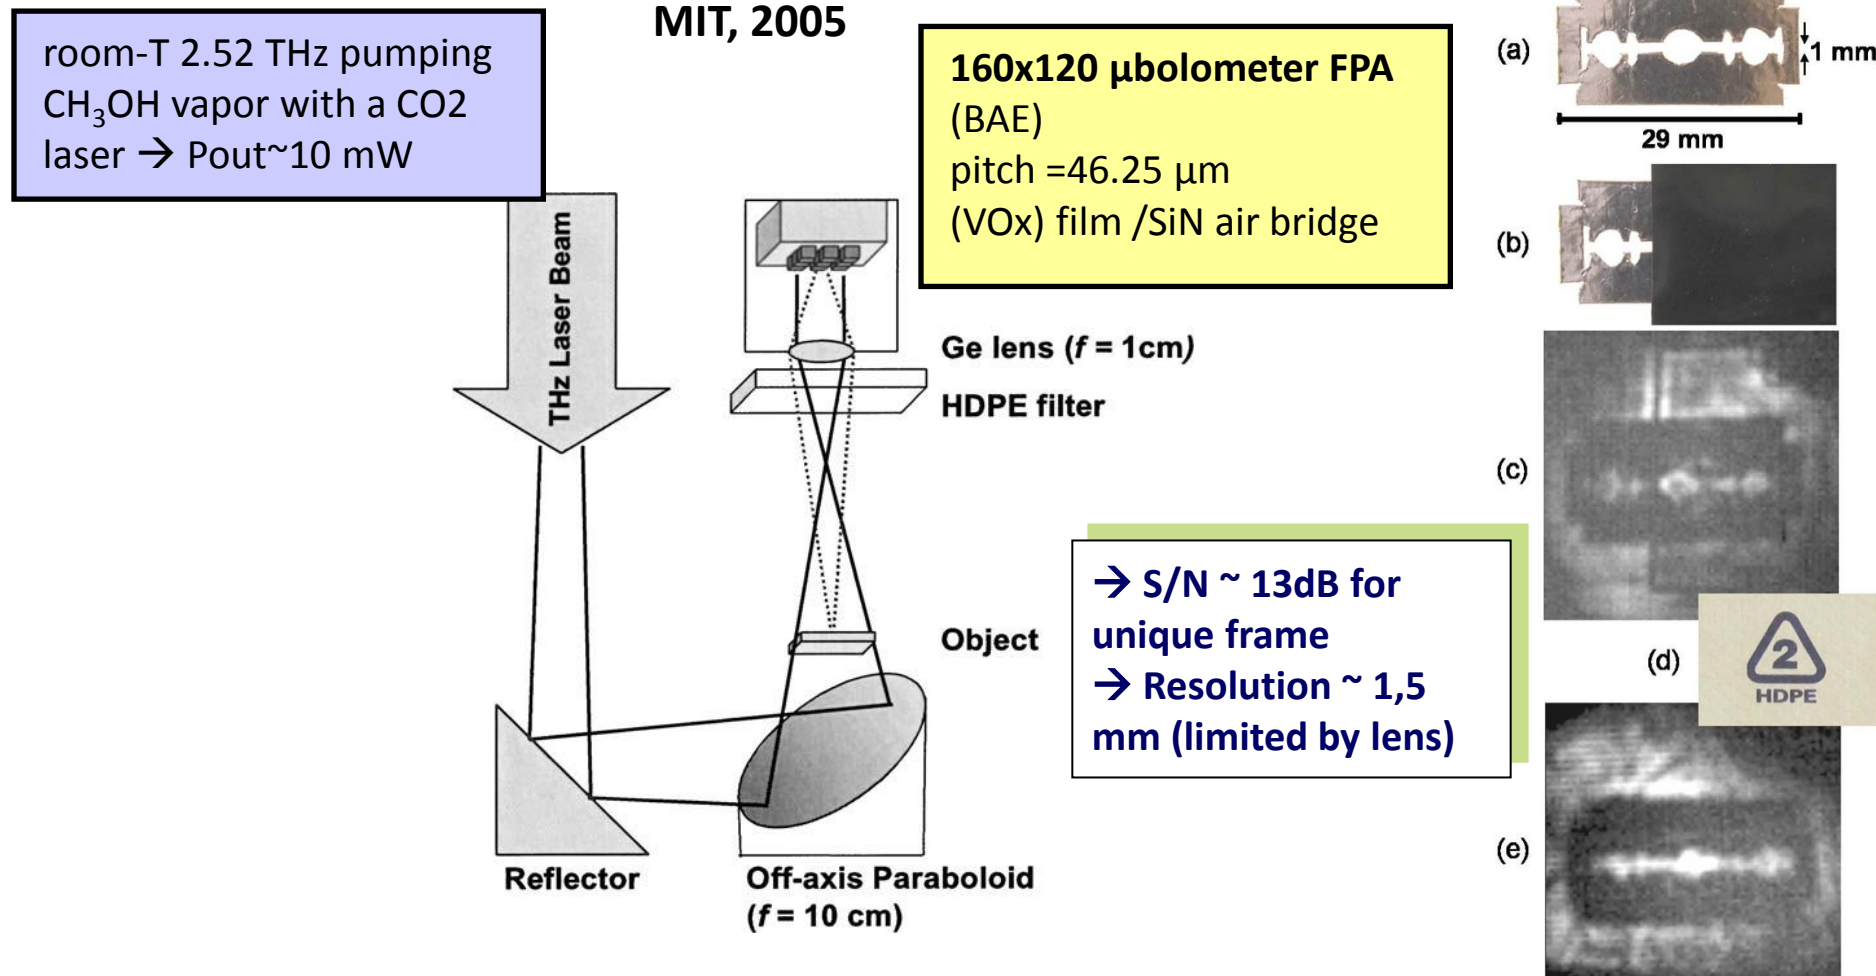 MIT, 2005
room-T 2.52 THz pumping
CH₃OH vapor with a CO2
laser → Pout~10 mW
160x120 μbolometer FPA
(BAE)
pitch =46.25 μm
(VOx) film /SiN air bridge
THz Laser Beam
Ge lens (f = 1cm)
HDPE filter
Object
Reflector
Off-axis Paraboloid
(f = 10 cm)
→ S/N ~ 13dB for
unique frame
→ Resolution ~ 1,5
mm (limited by lens)
(a)
1 mm
29 mm
(b)
(c)
(d)
2
HDPE
(e)